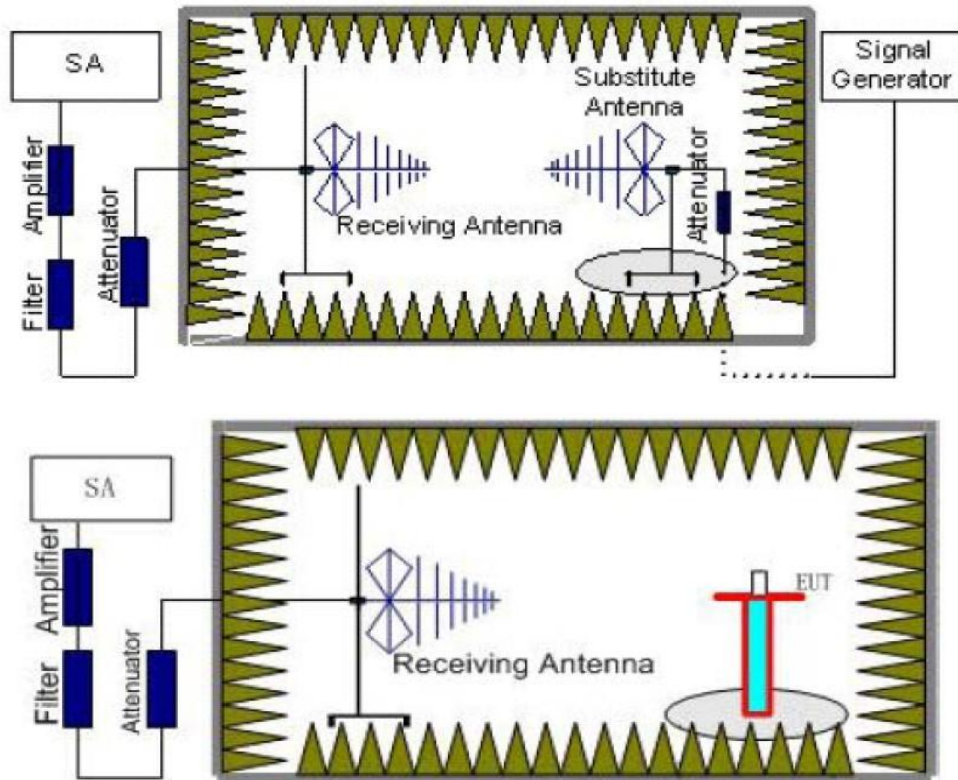 SA
Signal
Generator
Substitute
Antenna
Amplifier
Attenuator
Attenuator
Filter
Receiving Antenna
SA
Amplifier
EUT
Filter
Attenuator
Receiving Antenna